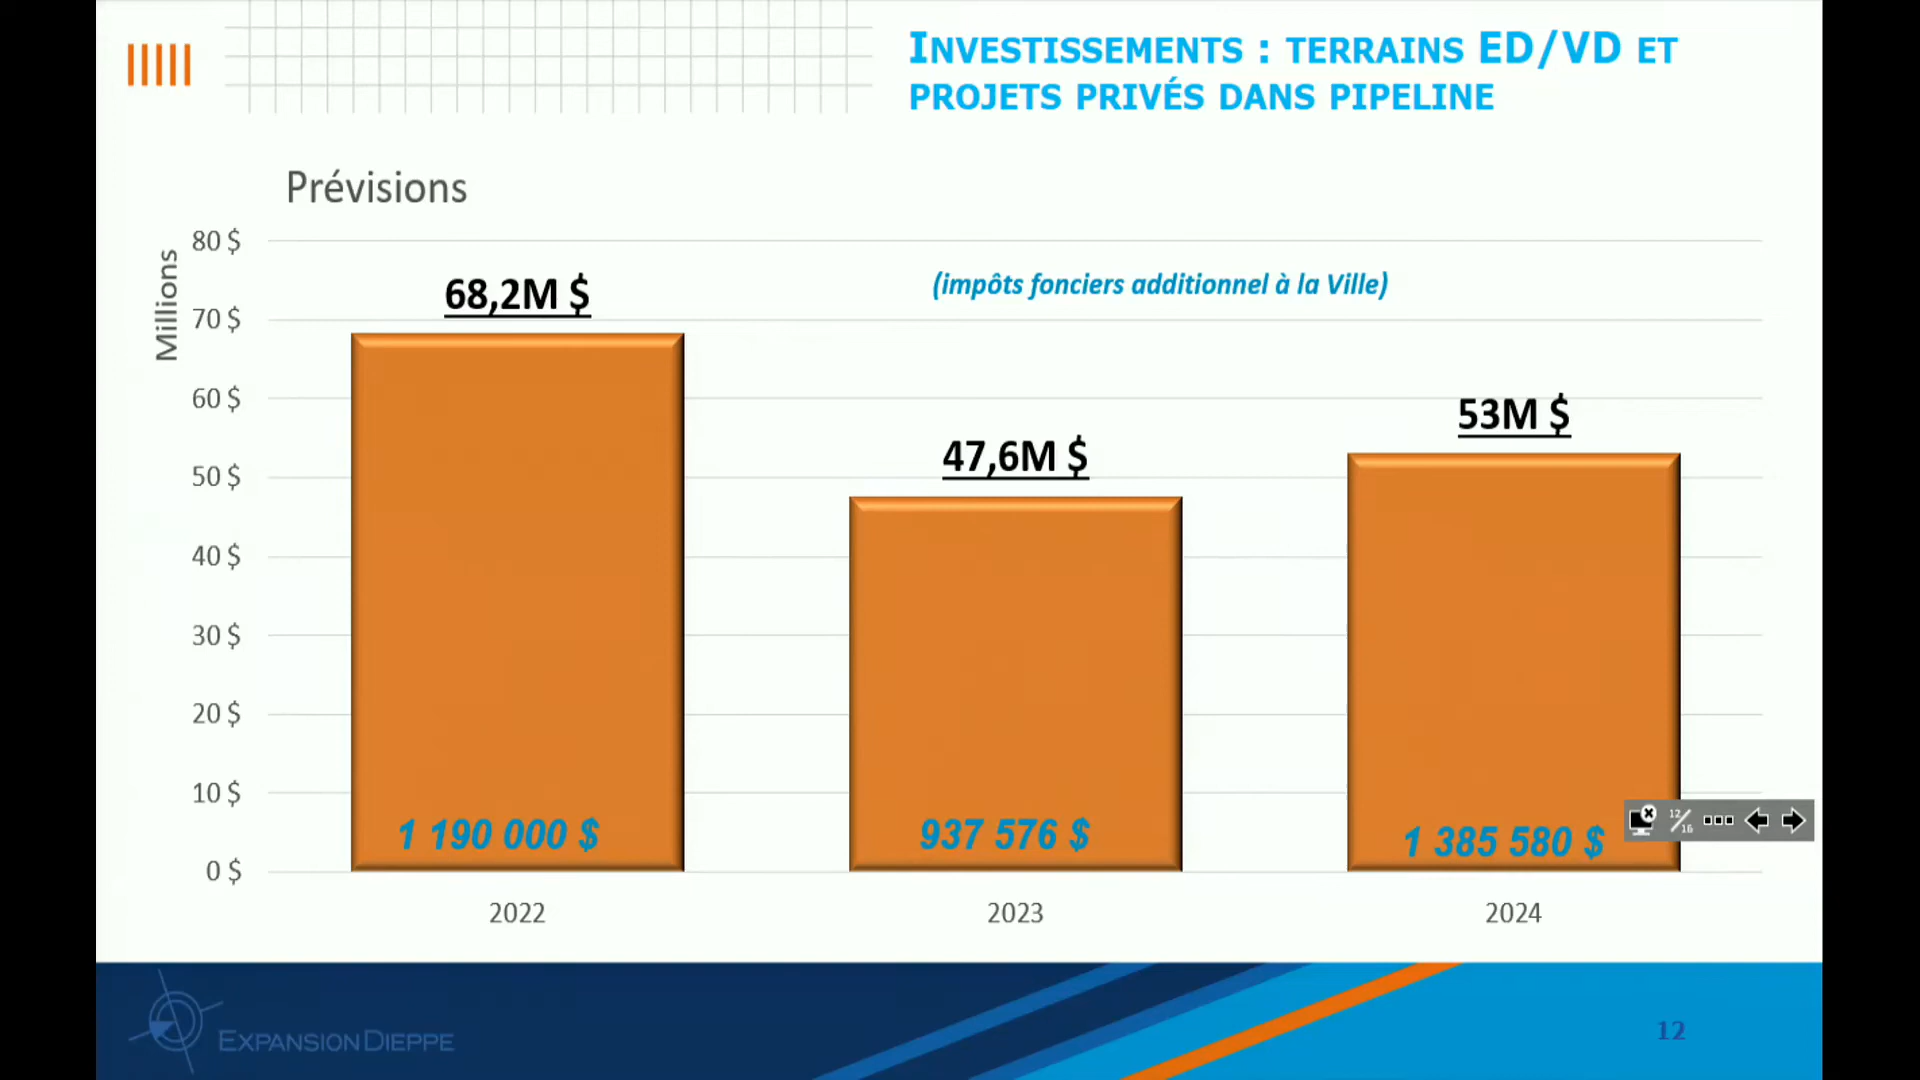 INVESTISSEMENTS : TERRAINS ED/VD ET
PROJETS PRIVÉS DANS PIPELINE
Prévisions
Millions
80 $
70 $
60 $
50 $
40 $
30 $
20 $
10 $
0 $
(impôts fonciers additionnel à la Ville)
68,2M $
47,6M $
53M $
1 190 000 $
937 576 $
1 385 580 $
12/16
2022
2023
2024
EXPANSION DIEPPE
12